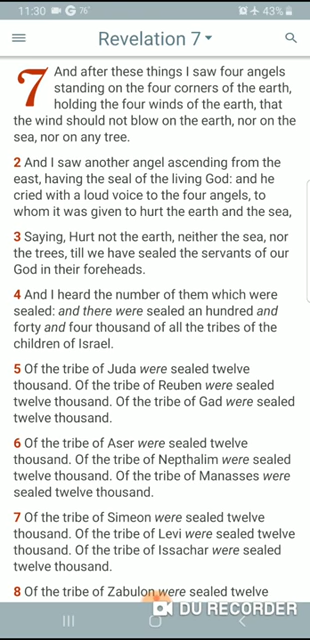 11:30 G 76° 43%
Revelation 7
7 And after these things I saw four angels
standing on the four corners of the earth,
holding the four winds of the earth, that
the wind should not blow on the earth, nor on the
sea, nor on any tree.
2 And I saw another angel ascending from the
east, having the seal of the living God: and he
cried with a loud voice to the four angels, to
whom it was given to hurt the earth and the sea,
3 Saying, Hurt not the earth, neither the sea, nor
the trees, till we have sealed the servants of our
God in their foreheads.
4 And I heard the number of them which were
sealed: and there were sealed an hundred and
forty and four thousand of all the tribes of the
children of Israel.
5 Of the tribe of Juda were sealed twelve
thousand. Of the tribe of Reuben were sealed
twelve thousand. Of the tribe of Gad were sealed
twelve thousand.
6 Of the tribe of Aser were sealed twelve
thousand. Of the tribe of Nepthalim were sealed
twelve thousand. Of the tribe of Manasses were
sealed twelve thousand.
7 Of the tribe of Simeon were sealed twelve
thousand. Of the tribe of Levi were sealed twelve
thousand. Of the tribe of Issachar were sealed
twelve thousand.
8 Of the tribe of Zabulon were sealed twelve
DU RECORDER